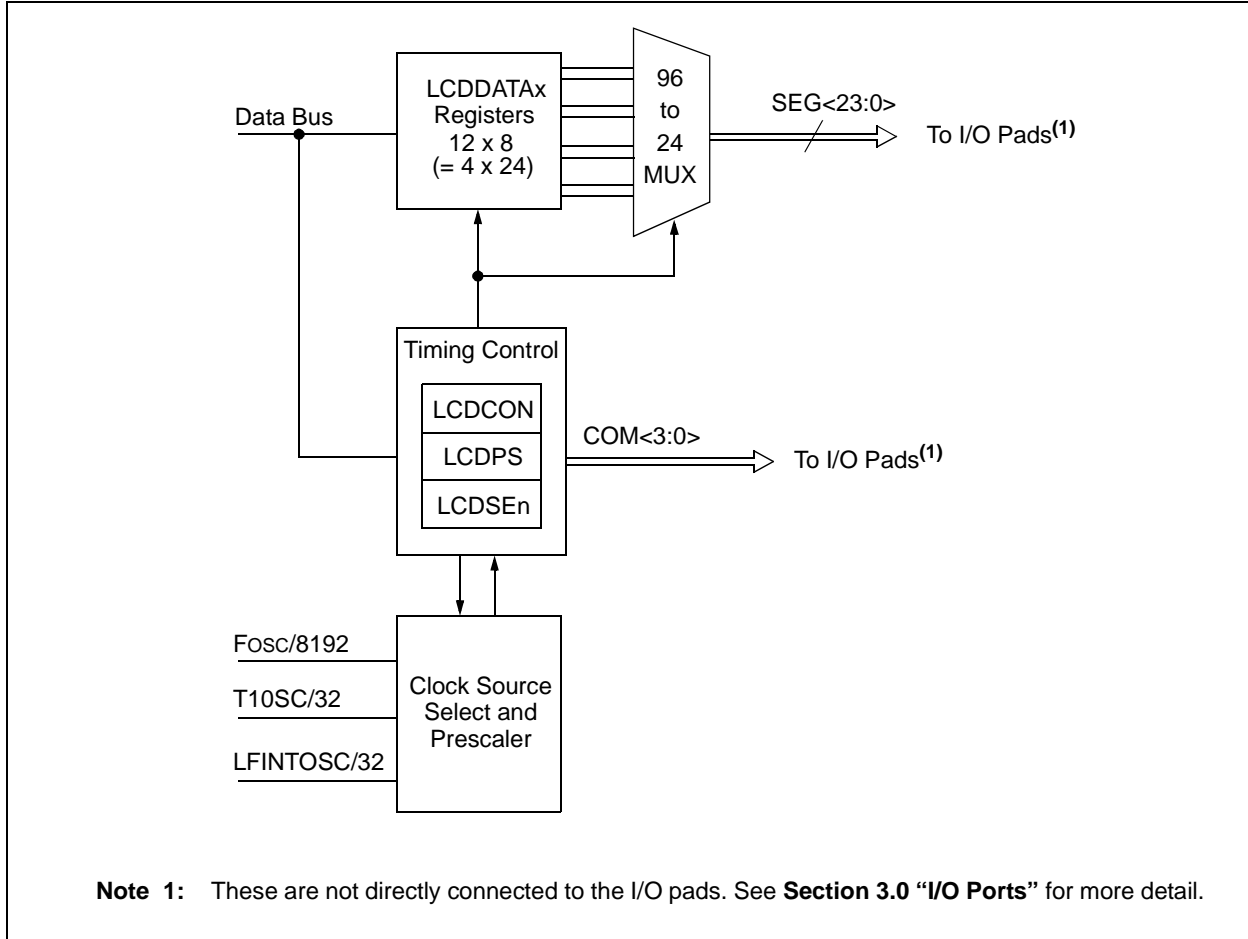 LCDDATAx
Registers
12 x 8
(= 4 x 24)
96
to
24
MUX
Data Bus
SEG<23:0>
To I/O Pads(1)
Timing Control
LCDCON
LCDPS
LCDSEn
COM<3:0>
To I/O Pads(1)
FOSC/8192
T10SC/32
LFINTOSC/32
Clock Source
Select and
Prescaler
Note 1: These are not directly connected to the I/O pads. See Section 3.0 “I/O Ports” for more detail.